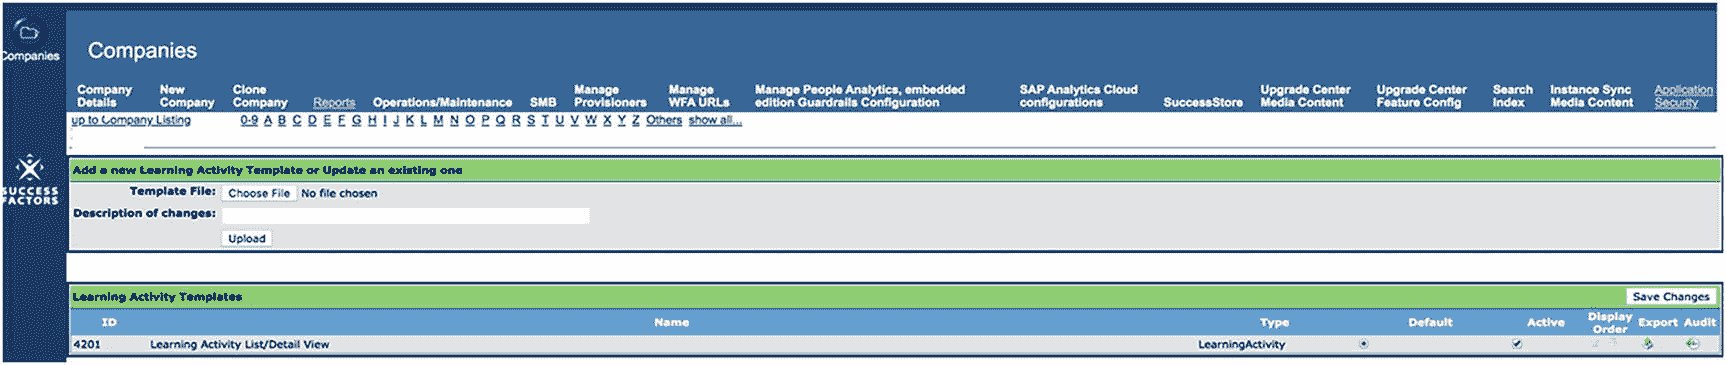 Companies
Companies
Company Details
New Company
Clone Company
Reports
Operations/Maintenance
SMB
Manage Provisioners
Manage WFA URLs
Manage People Analytics, embedded edition Guardrails Configuration
SAP Analytics Cloud configurations
SuccessStore
Upgrade Center Media Content
Upgrade Center Feature Config
Search Index
Instance Sync Media Content
Application Security
up to Company Listing 0-9 A B C D E F G H I J K L M N O P Q R S T U V W X Y Z Others show all...
SUCCESS FACTORS
Add a new Learning Activity Template or Update an existing one
Template File: Choose File No file chosen
Description of changes:
Upload
Learning Activity Templates Save Changes
ID Name Type Default Active Display Order Export Audit
4201 Learning Activity List/Detail View LearningActivity